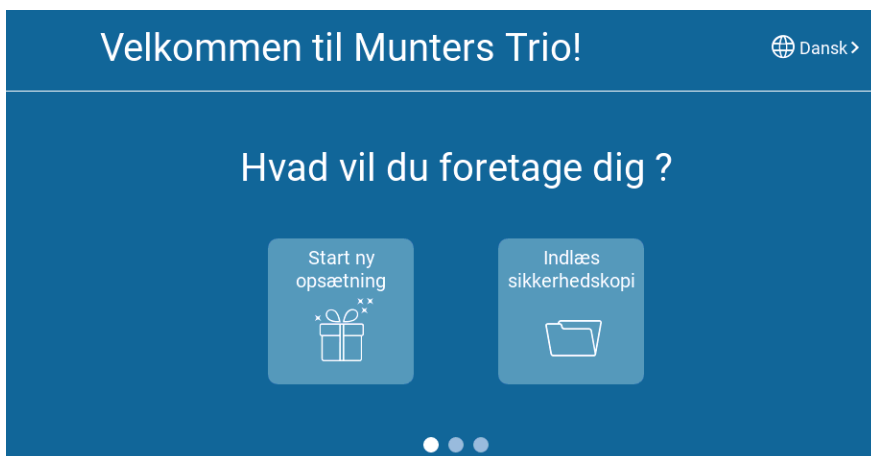 Velkommen til Munters Trio!
Dansk
Hvad vil du foretage dig ?
Start ny
opsætning
Indlæs
sikkerhedskopi